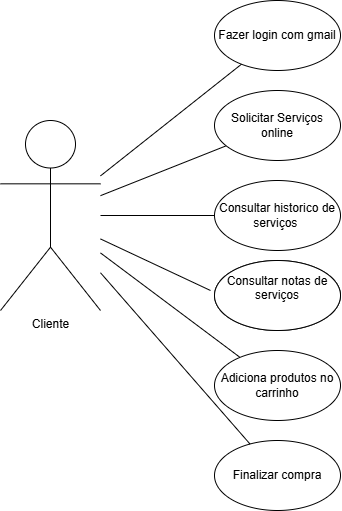 Fazer login com gmail
Solicitar Serviços
online
Consultar historico de
serviços
Consultar notas de
serviços
Cliente
Adiciona produtos no
carrinho
Finalizar compra